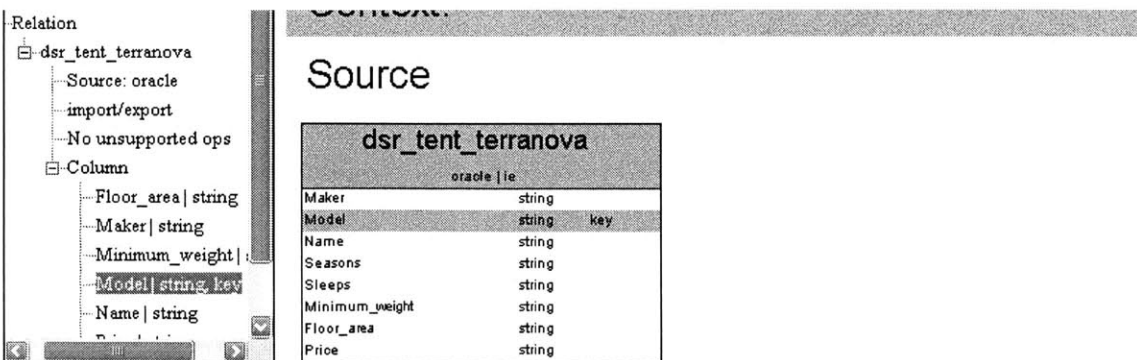 Relation
dsr_tent_terranova
Source: oracle
import/export
No unsupported ops
Column
Floor_area | string
Maker | string
Minimum_weight |
Model | string, key
Name | string
Source
dsr_tent_terranova
oracle | ie
Maker string
Model string key
Name string
Seasons string
Sleeps string
Minimum_weight string
Floor_area string
Price string